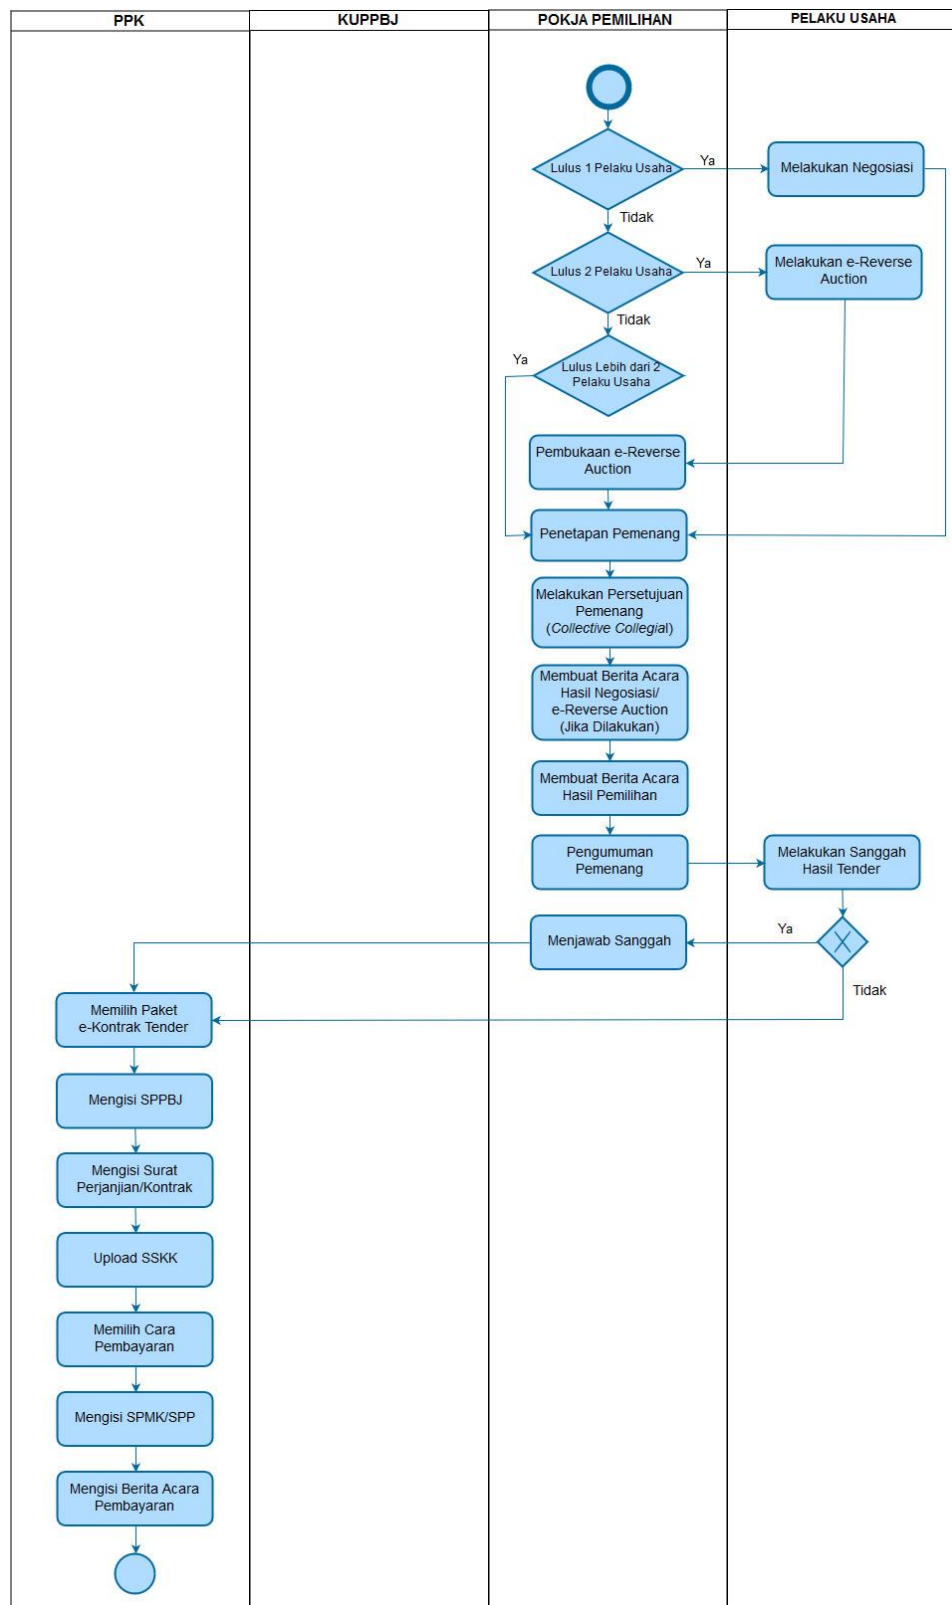 PPK
KUPPBJ
POKJA PEMILIHAN
PELAKU USAHA
Lulus 1 Pelaku Usaha
Ya
Melakukan Negosiasi
Tidak
Lulus 2 Pelaku Usaha
Ya
Melakukan e-Reverse
Auction
Tidak
Ya
Lulus Lebih dari 2
Pelaku Usaha
Pembukaan e-Reverse
Auction
Penetapan Pemenang
Melakukan Persetujuan
Pemenang
(Collective Collegial)
Membuat Berita Acara
Hasil Negosiasi/
e-Reverse Auction
(Jika Dilakukan)
Membuat Berita Acara
Hasil Pemilihan
Pengumuman
Pemenang
Melakukan Sanggah
Hasil Tender
Ya
Menjawab Sanggah
Tidak
Memilih Paket
e-Kontrak Tender
Mengisi SPPBJ
Mengisi Surat
Perjanjian/Kontrak
Upload SSKK
Memilih Cara
Pembayaran
Mengisi SPMK/SPP
Mengisi Berita Acara
Pembayaran